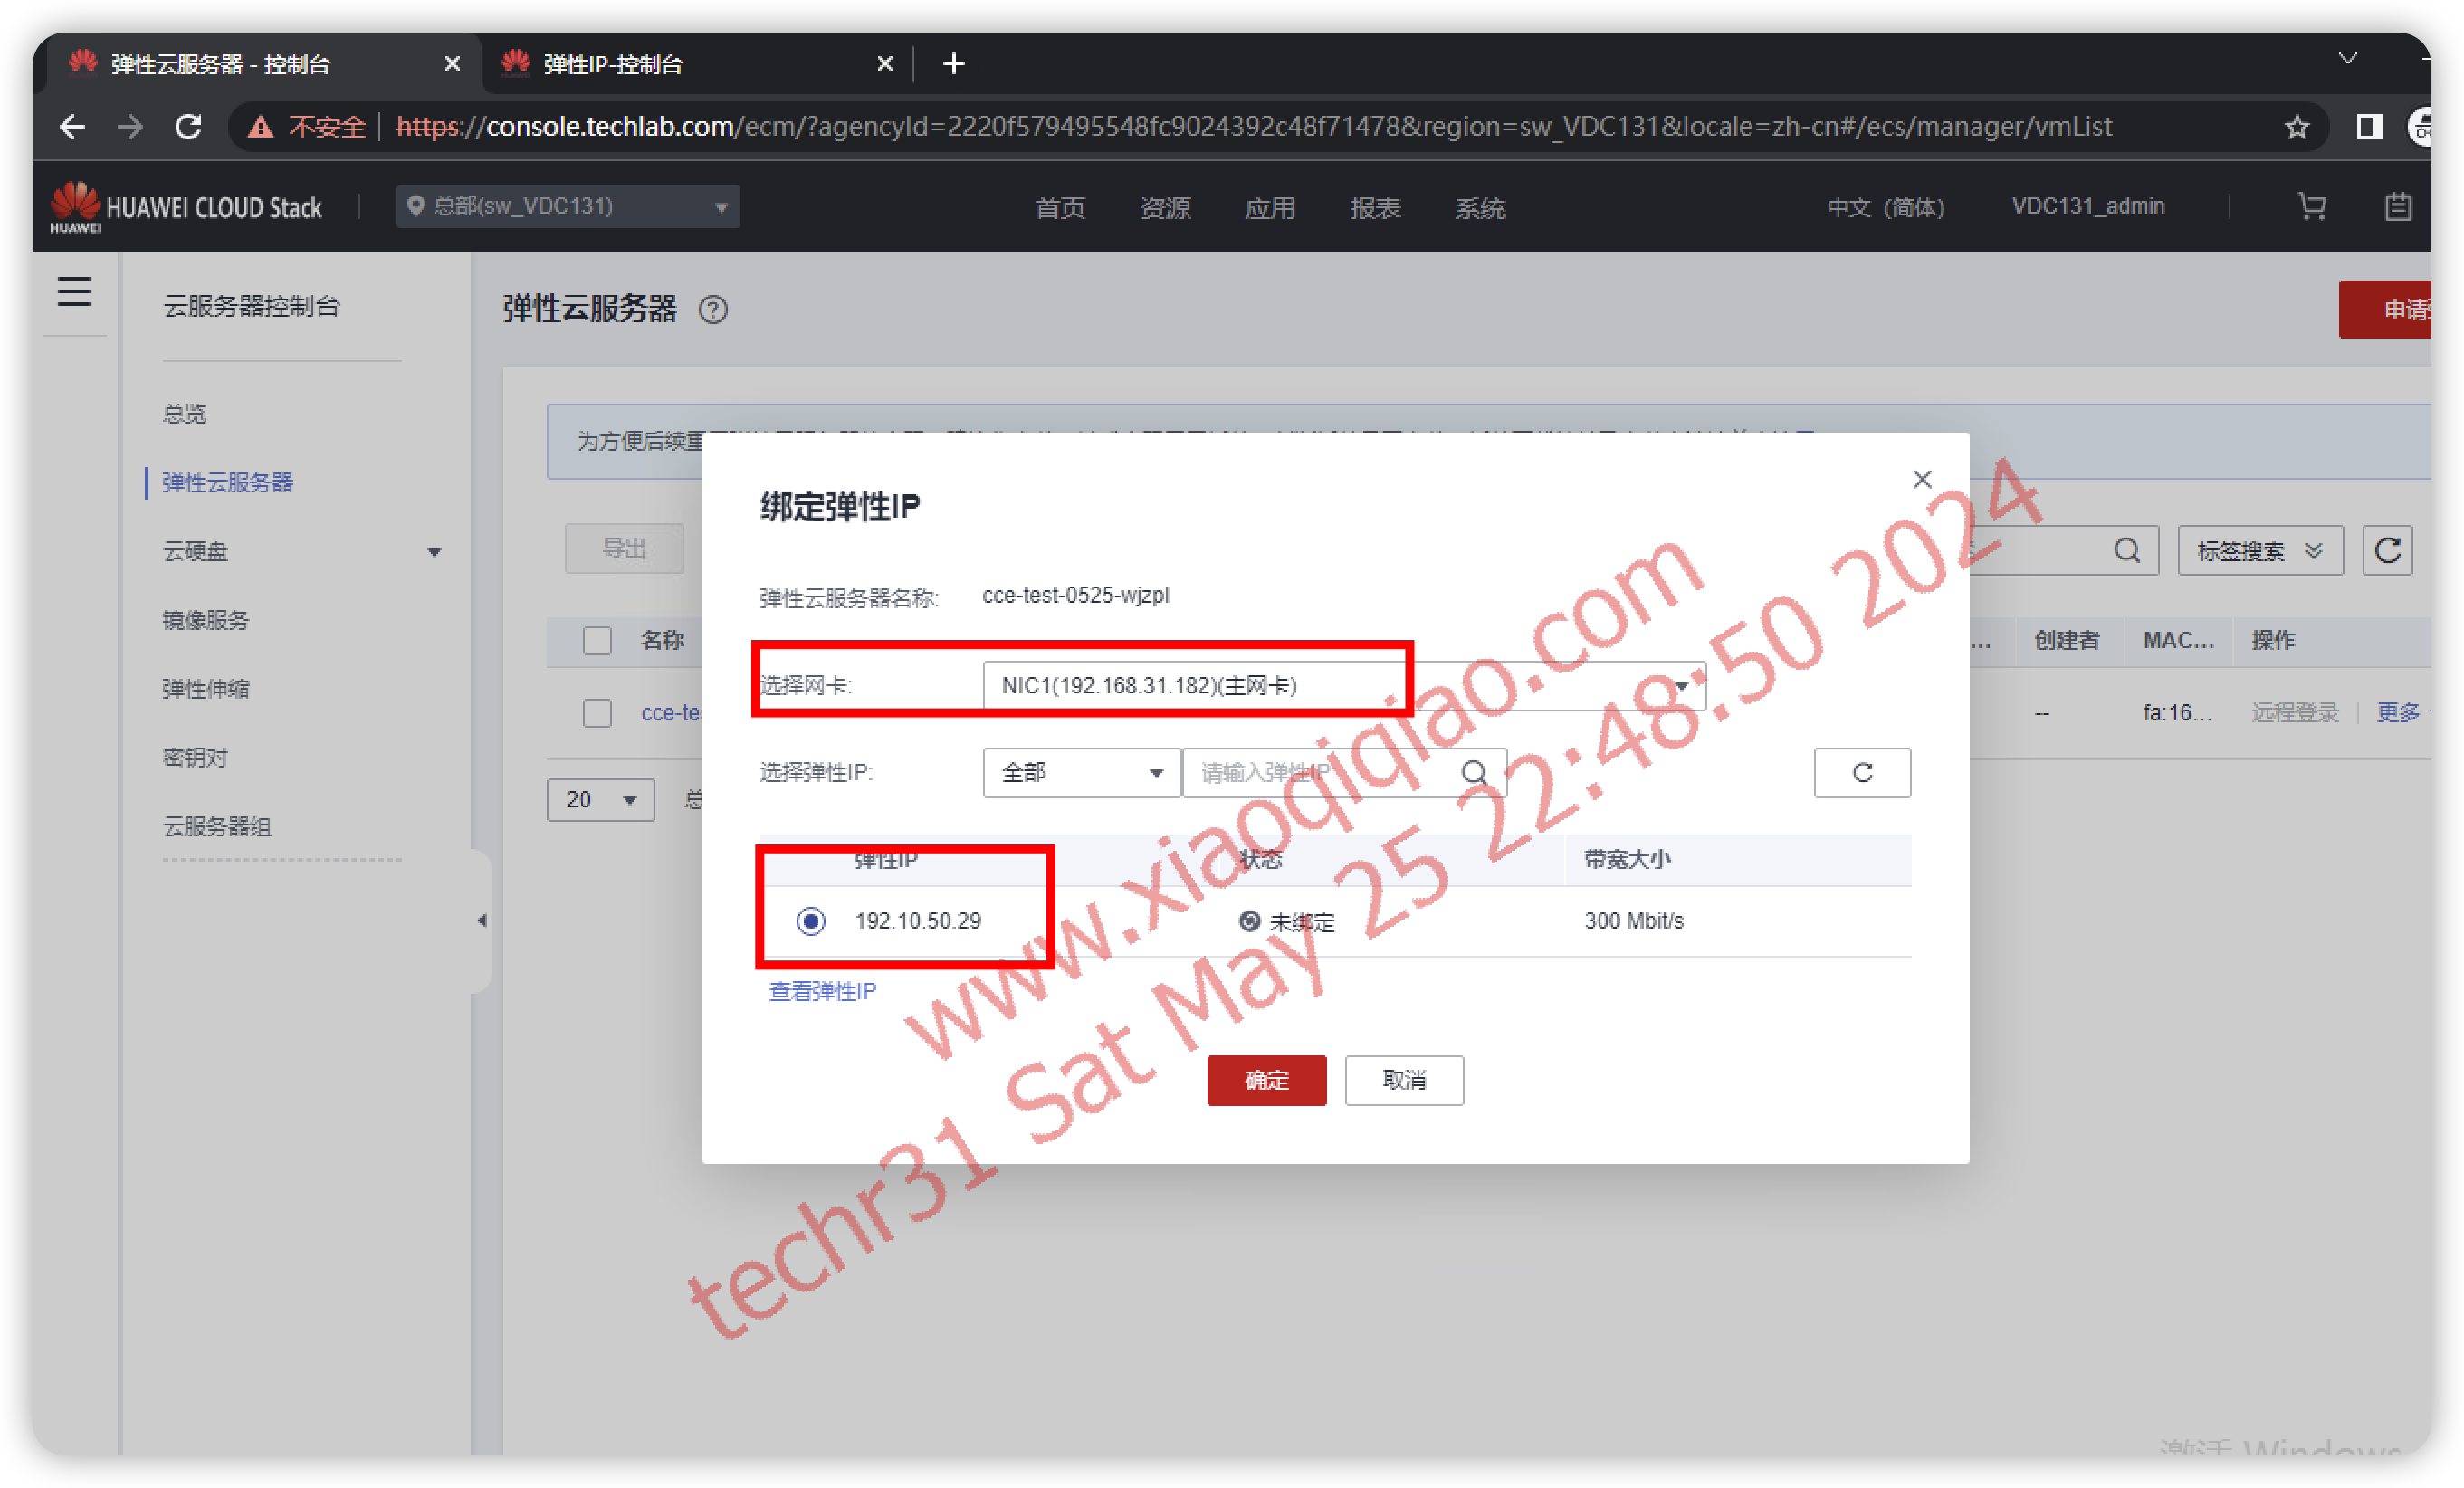 弹性云服务器 - 控制台
弹性IP-控制台
不安全 https://console.techlab.com/ecm/?agencyId=2220f579495548fc9024392c48f71478&region=sw_VDC131&locale=zh-cn#/ecs/manager/vmList
HUAWEI
HUAWEI CLOUD Stack
总部(sw_VDC131)
首页 资源 应用 报表 系统
中文（简体） VDC131_admin
云服务器控制台
总览
弹性云服务器
云硬盘
镜像服务
弹性伸缩
密钥对
云服务器组
弹性云服务器
申请
为方便后续
导出
标签搜索
名称
... 创建者 MAC... 操作
cce-te
-- fa:16... 远程登录 更多
20 总
绑定弹性IP
弹性云服务器名称: cce-test-0525-wjzpl
选择网卡: NIC1(192.168.31.182)(主网卡)
选择弹性IP: 全部 请输入弹性IP
弹性IP 状态 带宽大小
192.10.50.29 未绑定 300 Mbit/s
查看弹性IP
确定 取消
www.xiaoqiqiao.com
techr31 Sat May 25 22:48:50 2024
激活 Windows